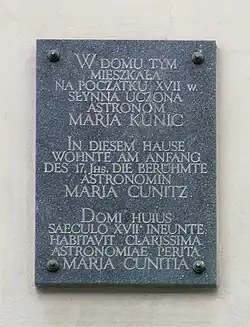 W DOMU TYM
MIESZKAŁA
NA POCZĄTKU XVII W
SŁYNNA UCZONA
ASTRONOM
MARIA KUNIC
IN DIESEM HAUSE
WOHNTE AM ANFANG
DES 17. JHS. DIE BERÜHMTE
ASTRONOMIN
MARIA CUNITZ
DOMI HUIUS
SAECULO XVII° INEUNTE
HABITAVIT CLARISSIMA
ASTRONOMIAE PERITA
MARIA CUNITIA